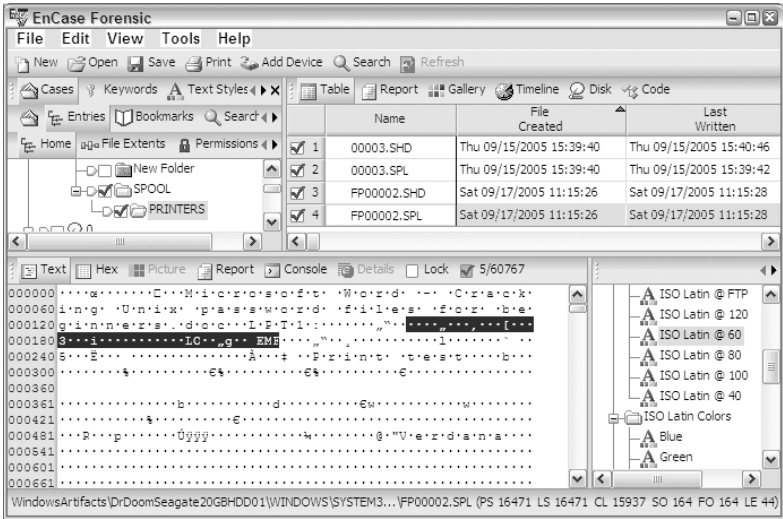 EnCase Forensic
File Edit View Tools Help
New Open Save Print Add Device Search Refresh
Cases Keywords Text Styles
Entries Bookmarks Search
Home File Extents Permissions
New Folder
SPOOL
PRINTERS
Table Report Gallery Timeline Disk Code
Name File Created Last Written
1 00003.SHD Thu 09/15/2005 15:39:40 Thu 09/15/2005 15:40:46
2 00003.SPL Thu 09/15/2005 15:39:40 Thu 09/15/2005 15:39:42
3 FP00002.SHD Sat 09/17/2005 11:15:26 Sat 09/17/2005 11:15:28
4 FP00002.SPL Sat 09/17/2005 11:15:26 Sat 09/17/2005 11:15:28
Text Hex Picture Report Console Details Lock 5/60767
000000 M·i·c·r·o·s·o·f·t· ·W·o·r·d· ·-· ·C·r·a·c·k·
000060 i·n·g· ·U·n·i·x· ·p·a·s·s·w·o·r·d· ·f·i·l·e·s· ·f·o·r· ·b·e·
000120 g·i·n·n·e·r·s·.·d·o·c···L·P·T·1·:
000180 3···i············LC··„g·· EMF
000240 P·r·i·n·t· ·t·e·s·t
000300
000360
000361
000421
000481 V·e·r·d·a·n·a
000541
000601
000661
ISO Latin @ FTP
ISO Latin @ 120
ISO Latin @ 60
ISO Latin @ 80
ISO Latin @ 100
ISO Latin @ 40
ISO Latin Colors
Blue
Green
WindowsArtifacts\DrDoomSeagate20GBHDD01\WINDOWS\SYSTEM3...\FP00002.SPL (PS 16471 LS 16471 CL 15937 SO 164 FO 164 LE 44)